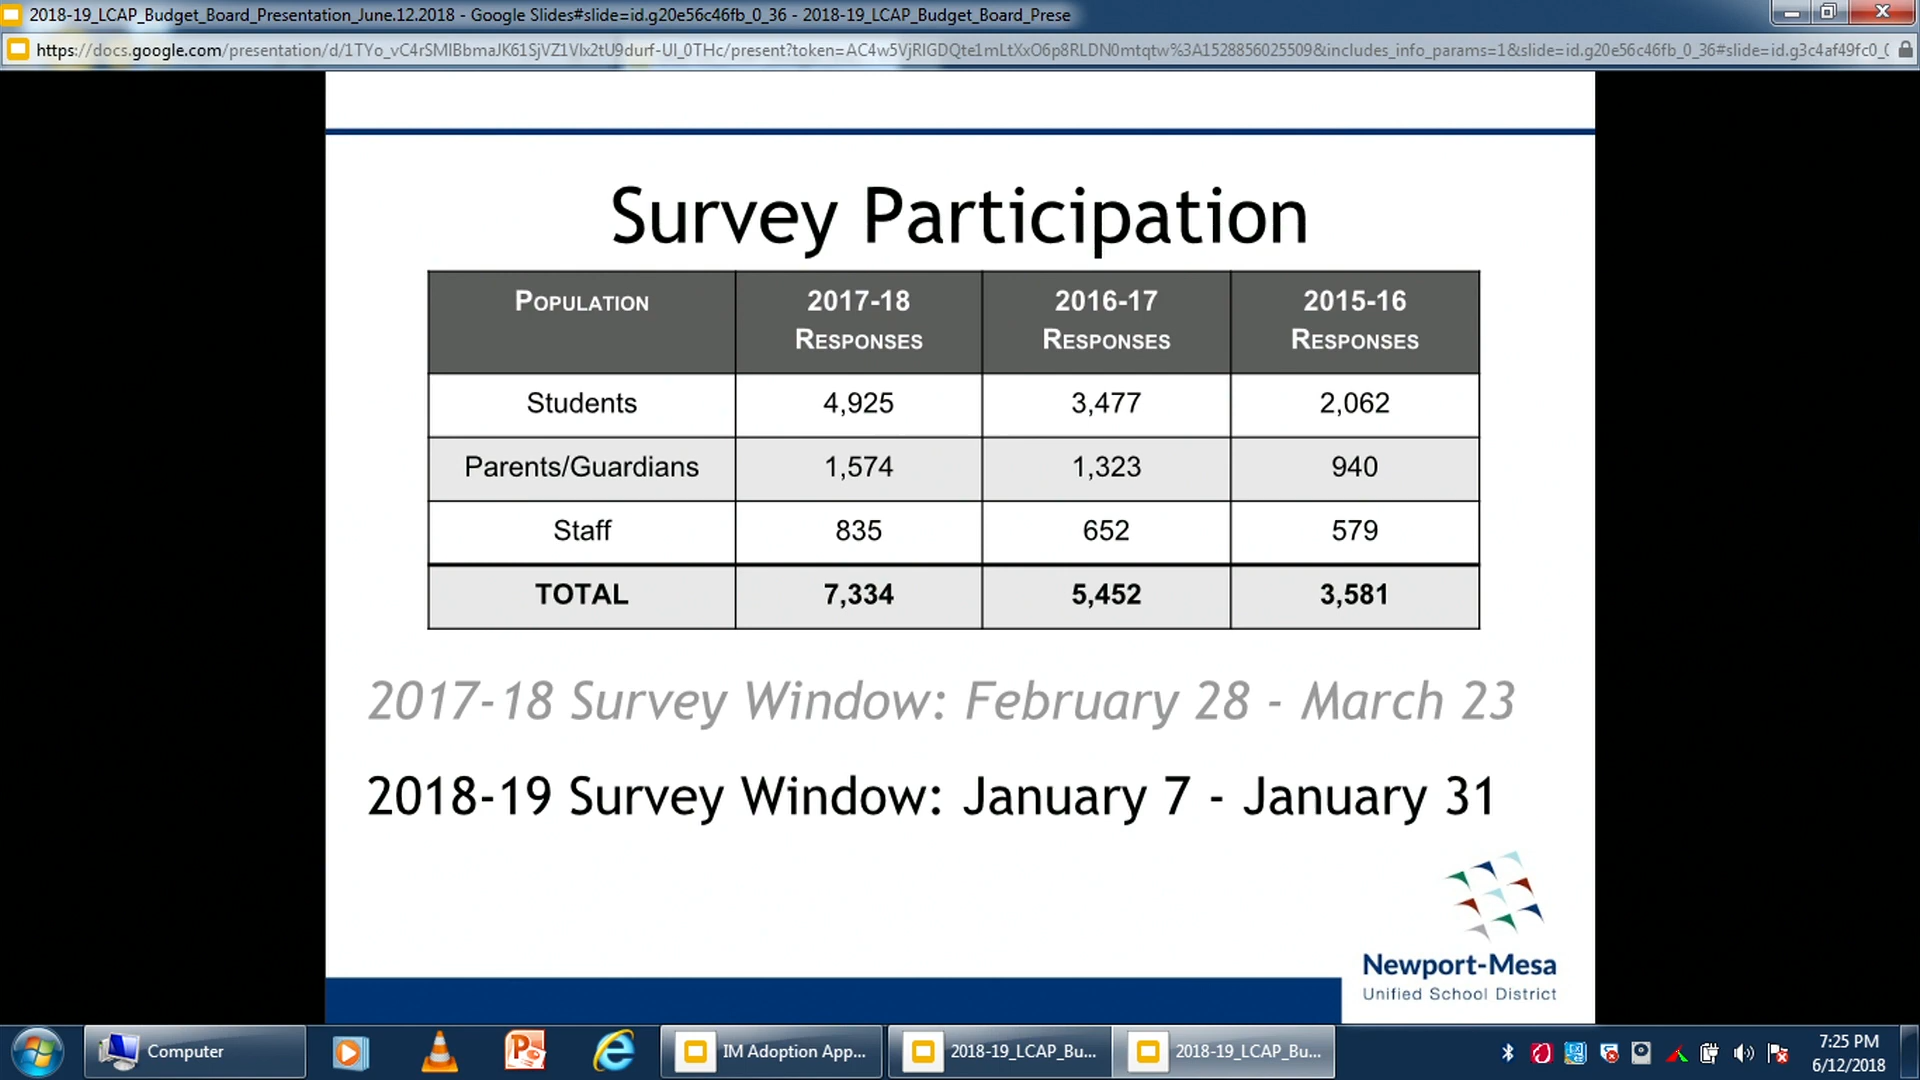 2018-19_LCAP_Budget_Board_Presentation_June.12.2018 - Google Slides#slide=id.g20e56c46fb_0_36 - 2018-19_LCAP_Budget_Board_Prese
Survey Participation
POPULATION 2017-18 RESPONSES 2016-17 RESPONSES 2015-16 RESPONSES
Students 4,925 3,477 2,062
Parents/Guardians 1,574 1,323 940
Staff 835 652 579
TOTAL 7,334 5,452 3,581
2017-18 Survey Window: February 28 - March 23
2018-19 Survey Window: January 7 - January 31
Newport-Mesa
Unified School District
Computer IM Adoption App... 2018-19_LCAP_Bu... 2018-19_LCAP_Bu...
7:25 PM
6/12/2018